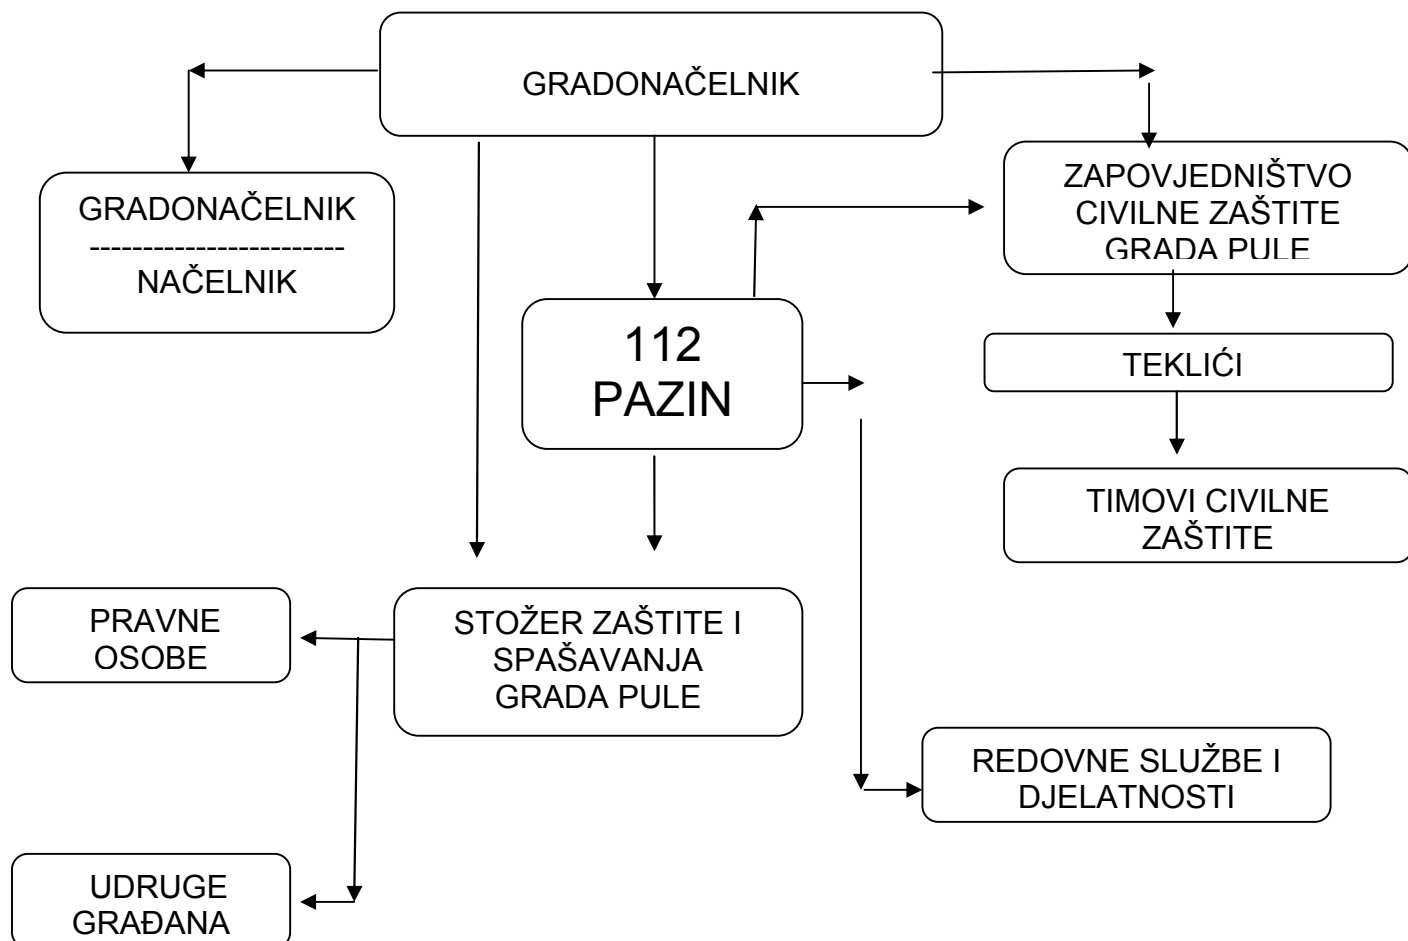 GRADONAČELNIK
GRADONAČELNIK
------------------------
NAČELNIK
ZAPOVJEDNIŠTVO
CIVILNE ZAŠTITE
GRADA PULE
112
PAZIN
TEKLIĆI
TIMOVI CIVILNE
ZAŠTITE
PRAVNE
OSOBE
STOŽER ZAŠTITE I
SPAŠAVANJA
GRADA PULE
REDOVNE SLUŽBE I
DJELATNOSTI
UDRUGE
GRAĐANA